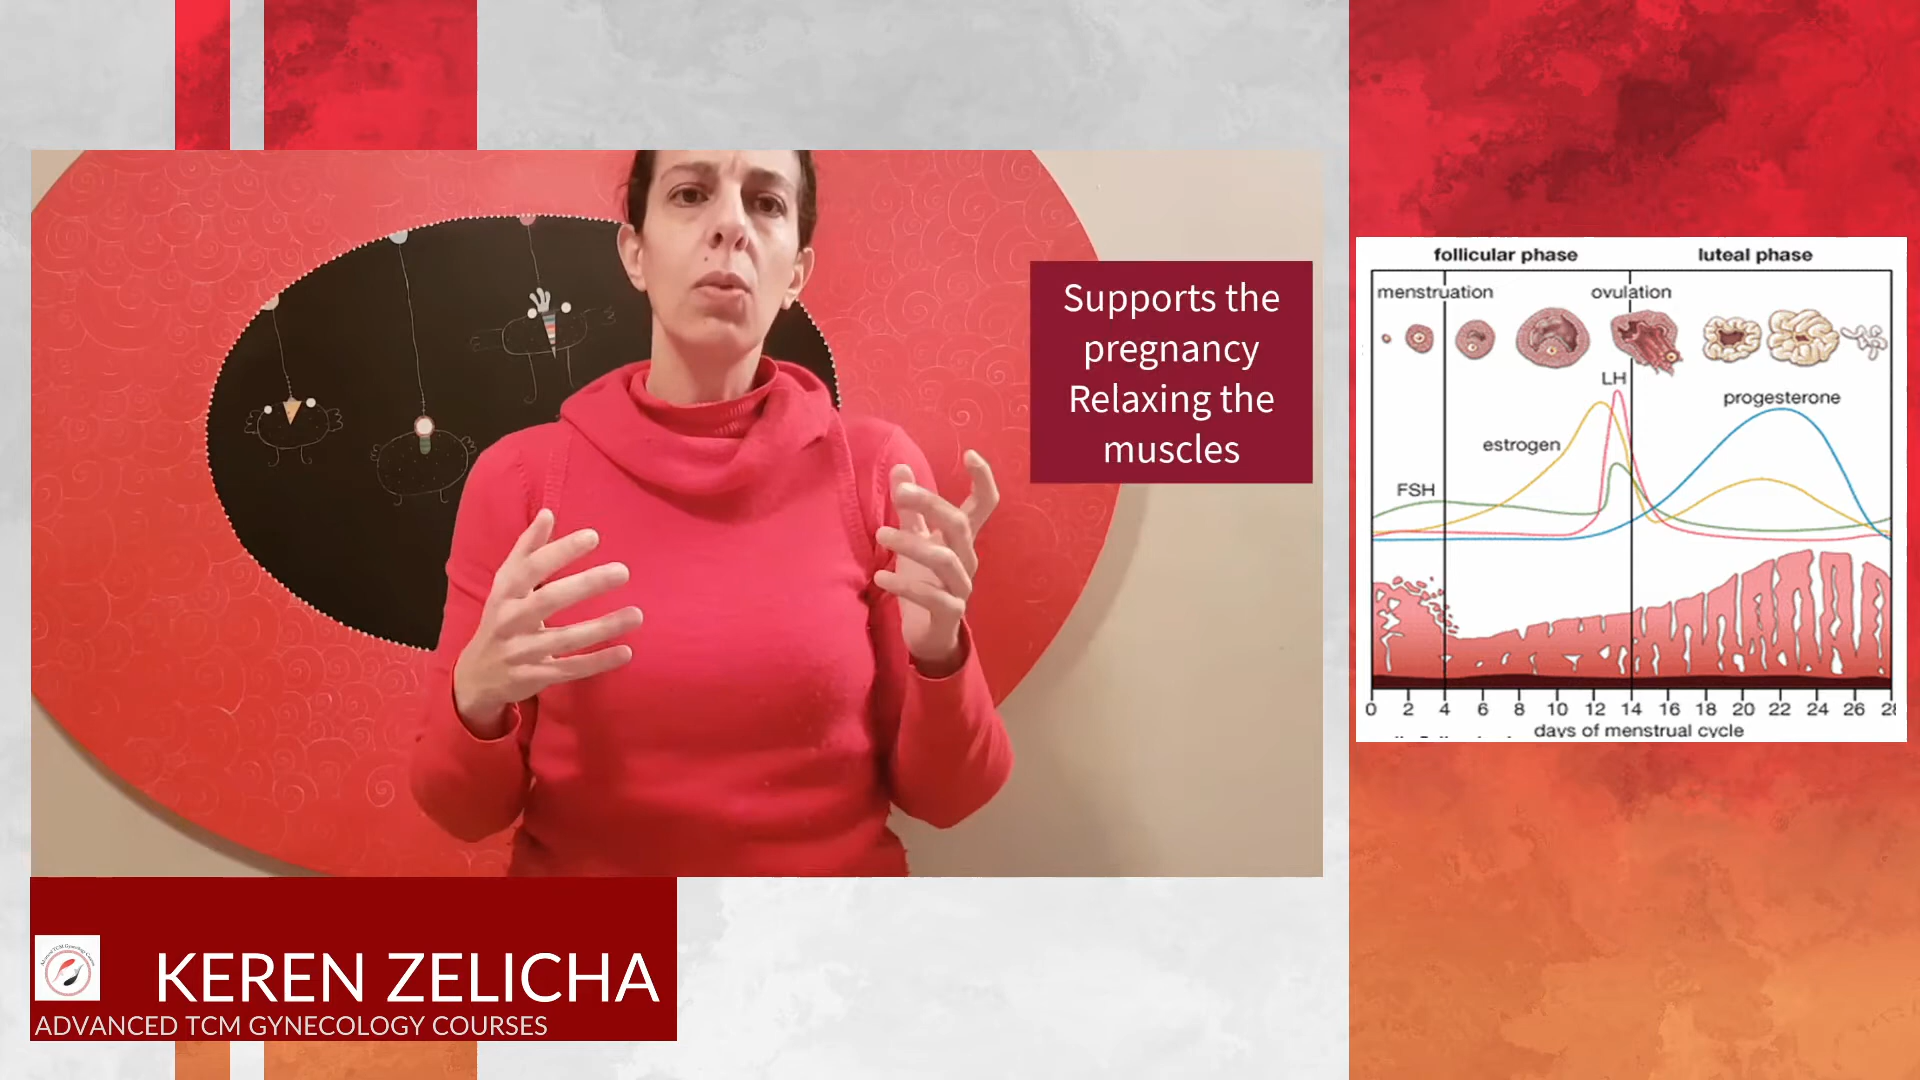 Supports the
pregnancy
Relaxing the
muscles
follicular phase
luteal phase
menstruation
ovulation
LH
progesterone
estrogen
FSH
0 2 4 6 8 10 12 14 16 18 20 22 24 26 28
days of menstrual cycle
KEREN ZELICHA
ADVANCED TCM GYNECOLOGY COURSES